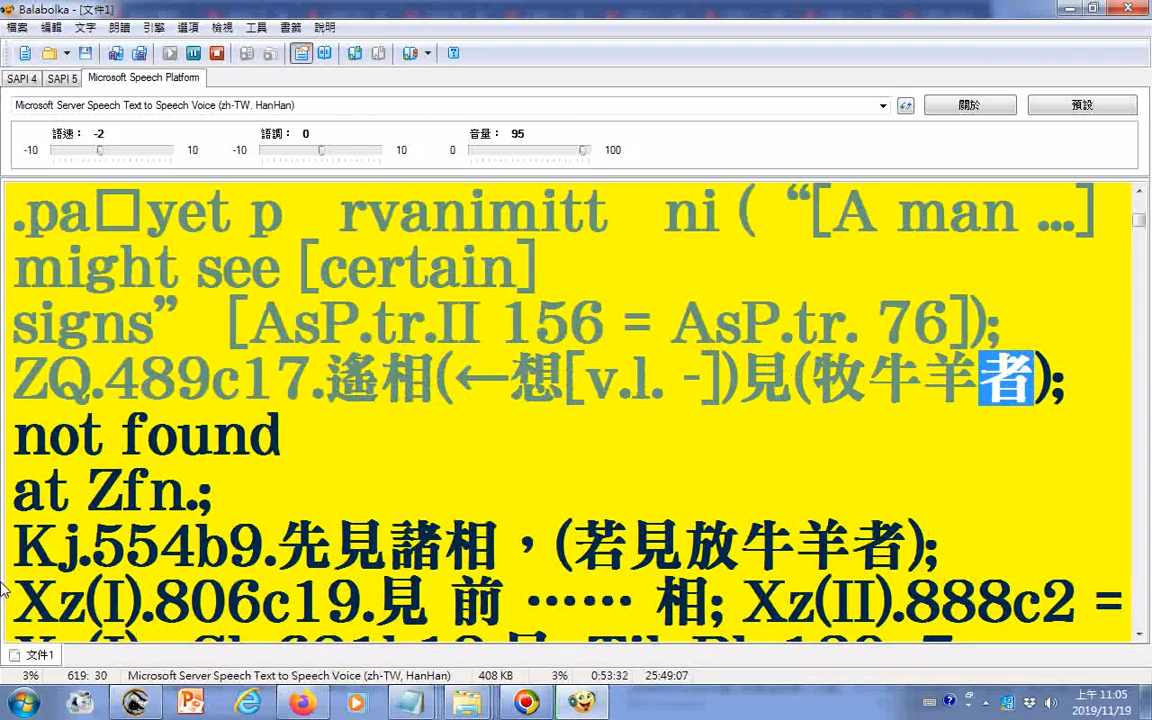 Balabolka - [文件1]
檔案 編輯 文字 朗讀 引擎 選項 檢視 工具 書籤 說明
SAPI 4 SAPI 5 Microsoft Speech Platform
Microsoft Server Speech Text to Speech Voice (zh-TW, HanHan) 關於 預設
語速： -2 語調： 0 音量： 95
-10 10 -10 10 0 100
.pa□yet p rvanimitt ni ( “[A man ...]
might see [certain]
signs” [AsP.tr.II 156 = AsP.tr. 76]);
ZQ.489c17.遙相(←想[v.l. -])見(牧牛羊者);
not found
at Zfn.;
Kj.554b9.先見諸相，(若見放牛羊者);
Xz(I).806c19.見 前 …… 相; Xz(II).888c2 =
文件1
3% 619: 30 Microsoft Server Speech Text to Speech Voice (zh-TW, HanHan) 408 KB 3% 0:53:32 25:49:07
上午 11:05
2019/11/19